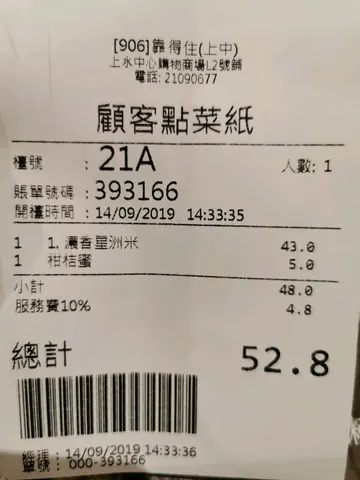 [906]靠得住(上中)
上水中心購物商場L2號舖
電話: 21090677
顧客點菜紙
檯號 : 21A 人數: 1
賬單號碼 : 393166
開檯時間 : 14/09/2019 14:33:35
1 1. 濃香星洲米 43.0
1 柑桔蜜 5.0
小計 48.0
服務費10% 4.8
總計 52.8
經理 : 14/09/2019 14:33:36
單號 : 000-393166